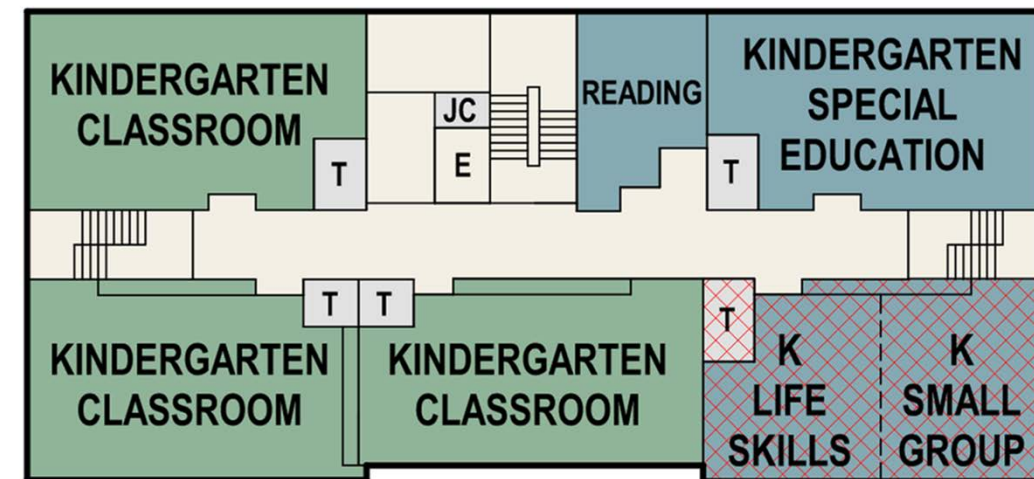 KINDERGARTEN
CLASSROOM
T
JC
E
READING
T
KINDERGARTEN
SPECIAL
EDUCATION
KINDERGARTEN
CLASSROOM
T
T
KINDERGARTEN
CLASSROOM
T
K
LIFE
SKILLS
K
SMALL
GROUP